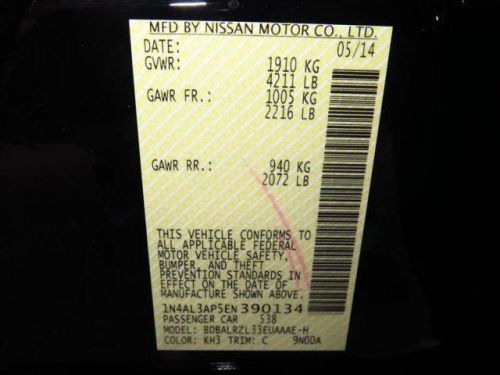 MFD BY NISSAN MOTOR CO., LTD.
DATE: 05/14
GVWR: 1910 KG
4211 LB
GAWR FR.: 1005 KG
2216 LB
GAWR RR.: 940 KG
2072 LB
THIS VEHICLE CONFORMS TO
ALL APPLICABLE FEDERAL
MOTOR VEHICLE SAFETY,
BUMPER, AND THEFT
PREVENTION STANDARDS IN
EFFECT ON THE DATE OF
MANUFACTURE SHOWN ABOVE.
1N4AL3AP5EN390134
PASSENGER CAR 538
MODEL: BDBALRZL33EUAAAE-H
COLOR: KH3 TRIM: C 9N00A